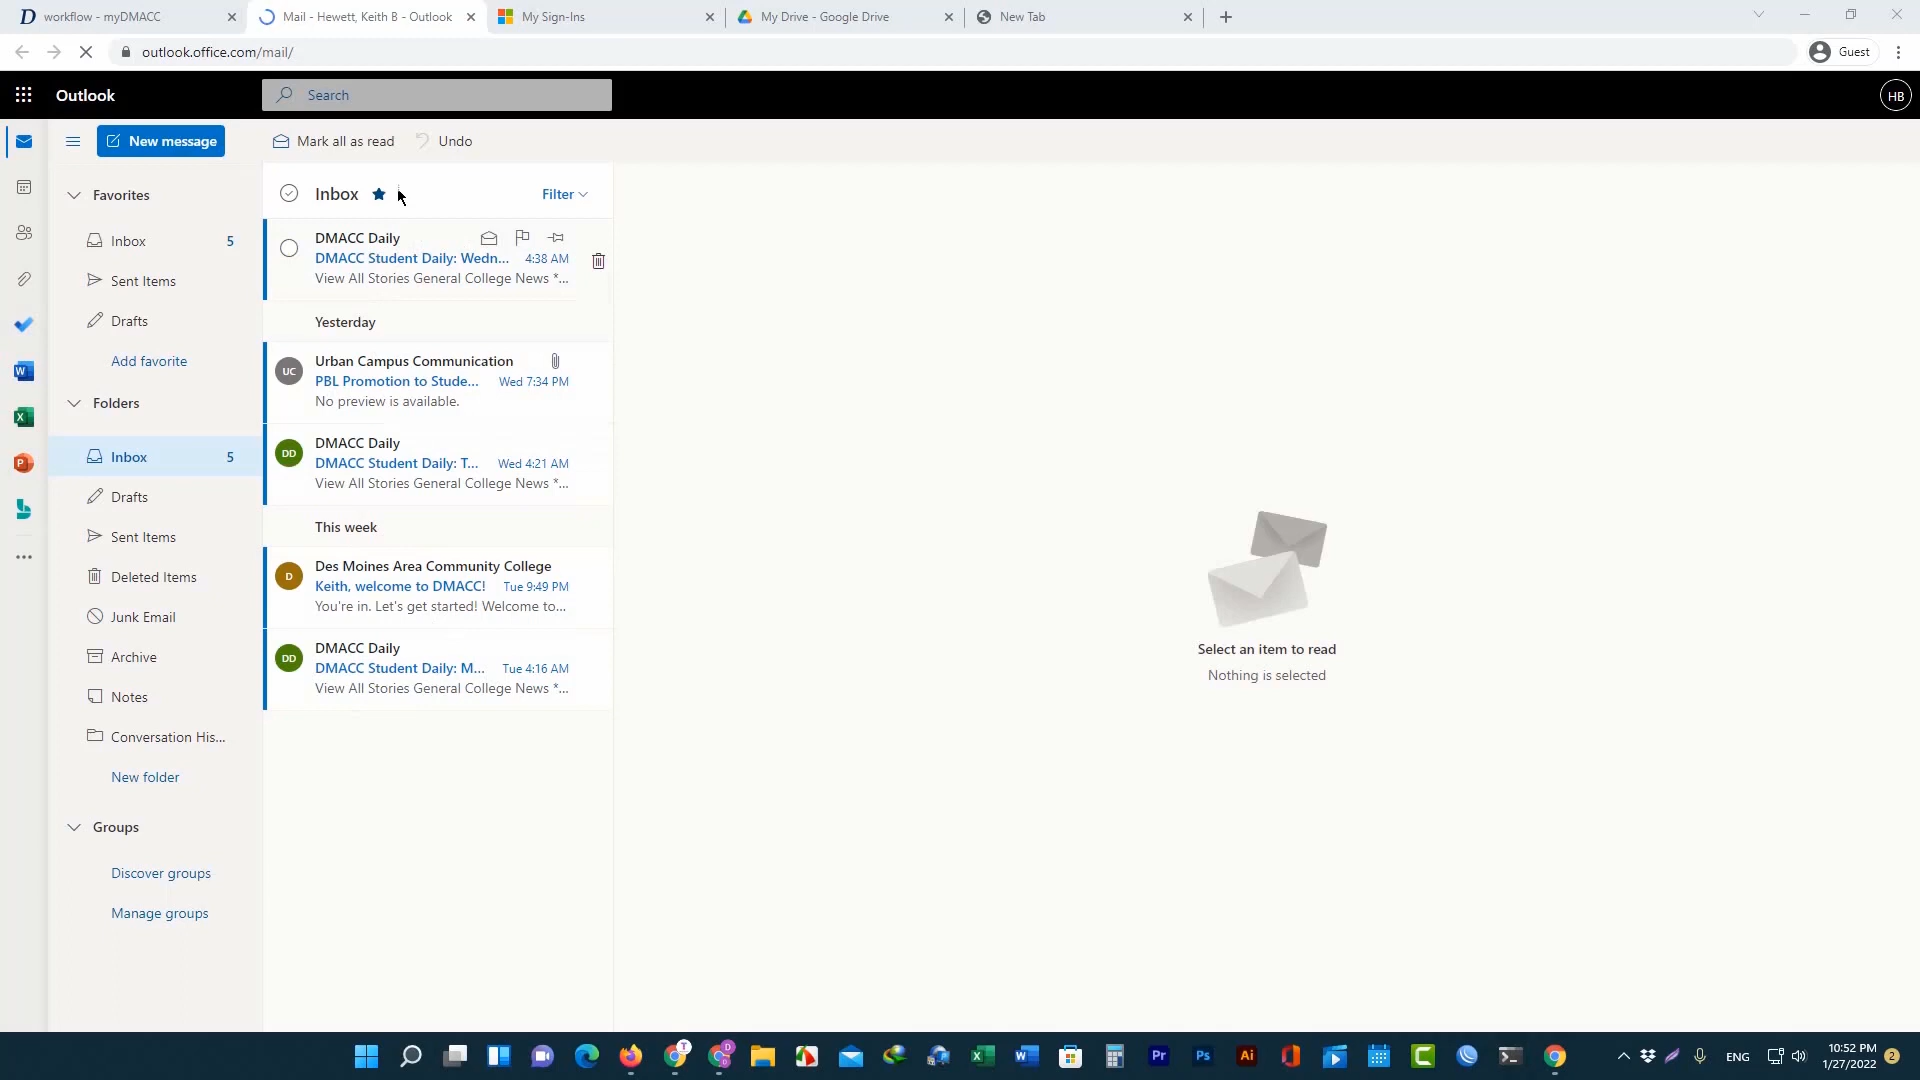 workflow - myDMACC
Mail - Hewett, Keith B - Outlook
My Sign-Ins
My Drive - Google Drive
New Tab
outlook.office.com/mail/
Guest
Outlook
Search
HB
New message
Mark all as read
Undo
Favorites
Inbox 5
Sent Items
Drafts
Add favorite
Folders
Inbox 5
Drafts
Sent Items
Deleted Items
Junk Email
Archive
Notes
Conversation His...
New folder
Groups
Discover groups
Manage groups
Inbox
Filter
DMACC Daily
DMACC Student Daily: Wedn... 4:38 AM
View All Stories General College News *...
Yesterday
UC
Urban Campus Communication
PBL Promotion to Stude... Wed 7:34 PM
No preview is available.
DD
DMACC Daily
DMACC Student Daily: T... Wed 4:21 AM
View All Stories General College News *...
This week
D
Des Moines Area Community College
Keith, welcome to DMACC! Tue 9:49 PM
You're in. Let's get started! Welcome to...
DD
DMACC Daily
DMACC Student Daily: M... Tue 4:16 AM
View All Stories General College News *...
Select an item to read
Nothing is selected
ENG
10:52 PM
1/27/2022
2